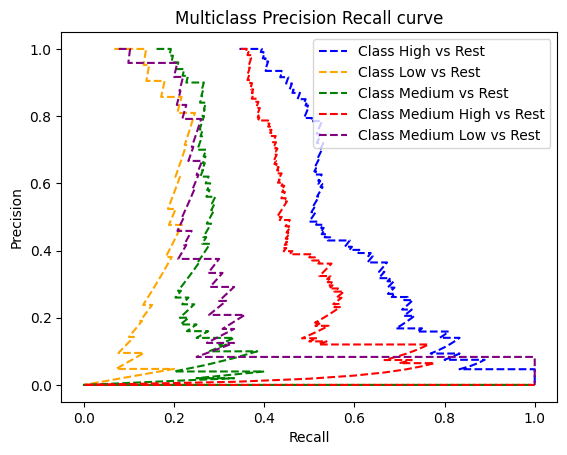 Multiclass Precision Recall curve
Class High vs Rest
Class Low vs Rest
Class Medium vs Rest
Class Medium High vs Rest
Class Medium Low vs Rest
Precision
1.0
0.8
0.6
0.4
0.2
0.0
0.0 0.2 0.4 0.6 0.8 1.0
Recall